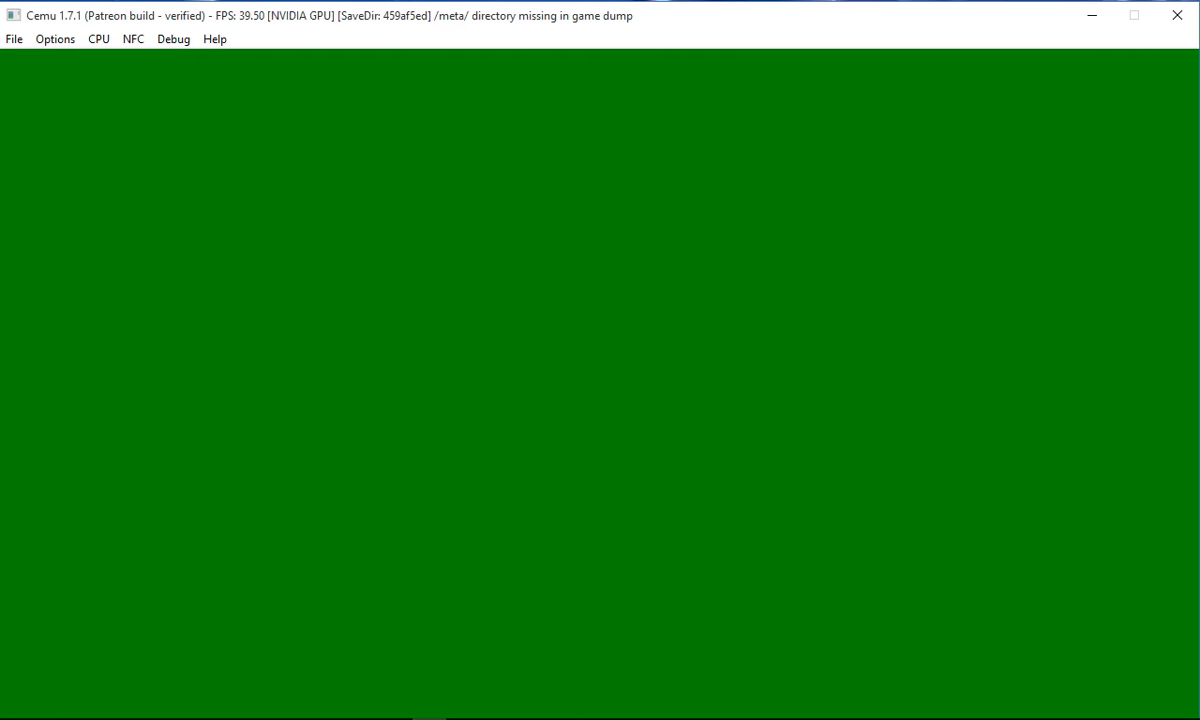 Cemu 1.7.1 (Patreon build - verified) - FPS: 39.50 [NVIDIA GPU] [SaveDir: 459af5ed] /meta/ directory missing in game dump
File Options CPU NFC Debug Help